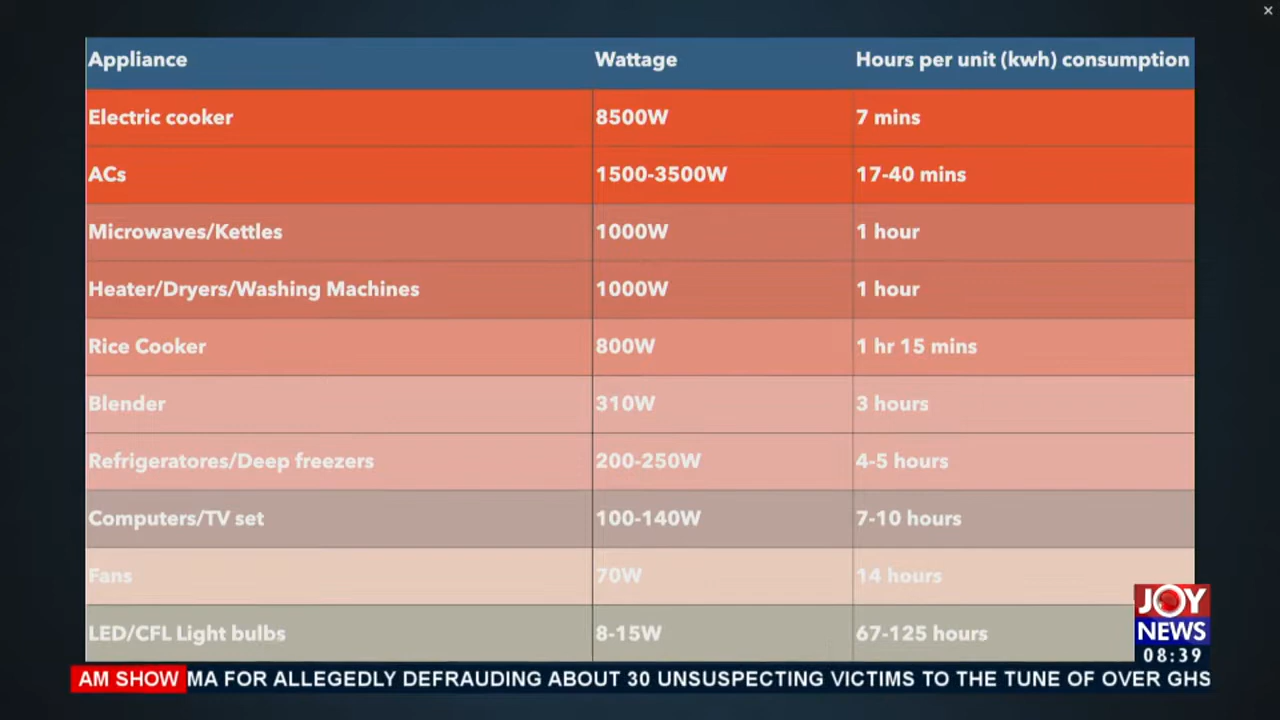 Appliance Wattage Hours per unit (kwh) consumption
Electric cooker 8500W 7 mins
ACs 1500-3500W 17-40 mins
Microwaves/Kettles 1000W 1 hour
Heater/Dryers/Washing Machines 1000W 1 hour
Rice Cooker 800W 1 hr 15 mins
Blender 310W 3 hours
Refrigeratores/Deep freezers 200-250W 4-5 hours
Computers/TV set 100-140W 7-10 hours
Fans 70W 14 hours
LED/CFL Light bulbs 8-15W 67-125 hours
JOY
NEWS
08:39
AM SHOW MA FOR ALLEGEDLY DEFRAUDING ABOUT 30 UNSUSPECTING VICTIMS TO THE TUNE OF OVER GHS